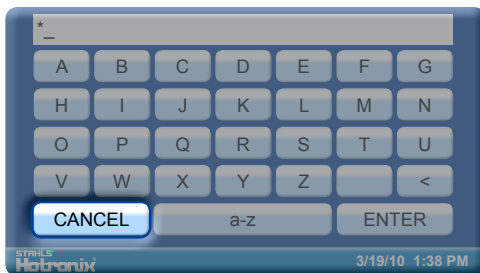 *_
A B C D E F G
H I J K L M N
O P Q R S T U
V W X Y Z <
CANCEL a-z ENTER
STAHLS
Hotronix 3/19/10 1:38 PM